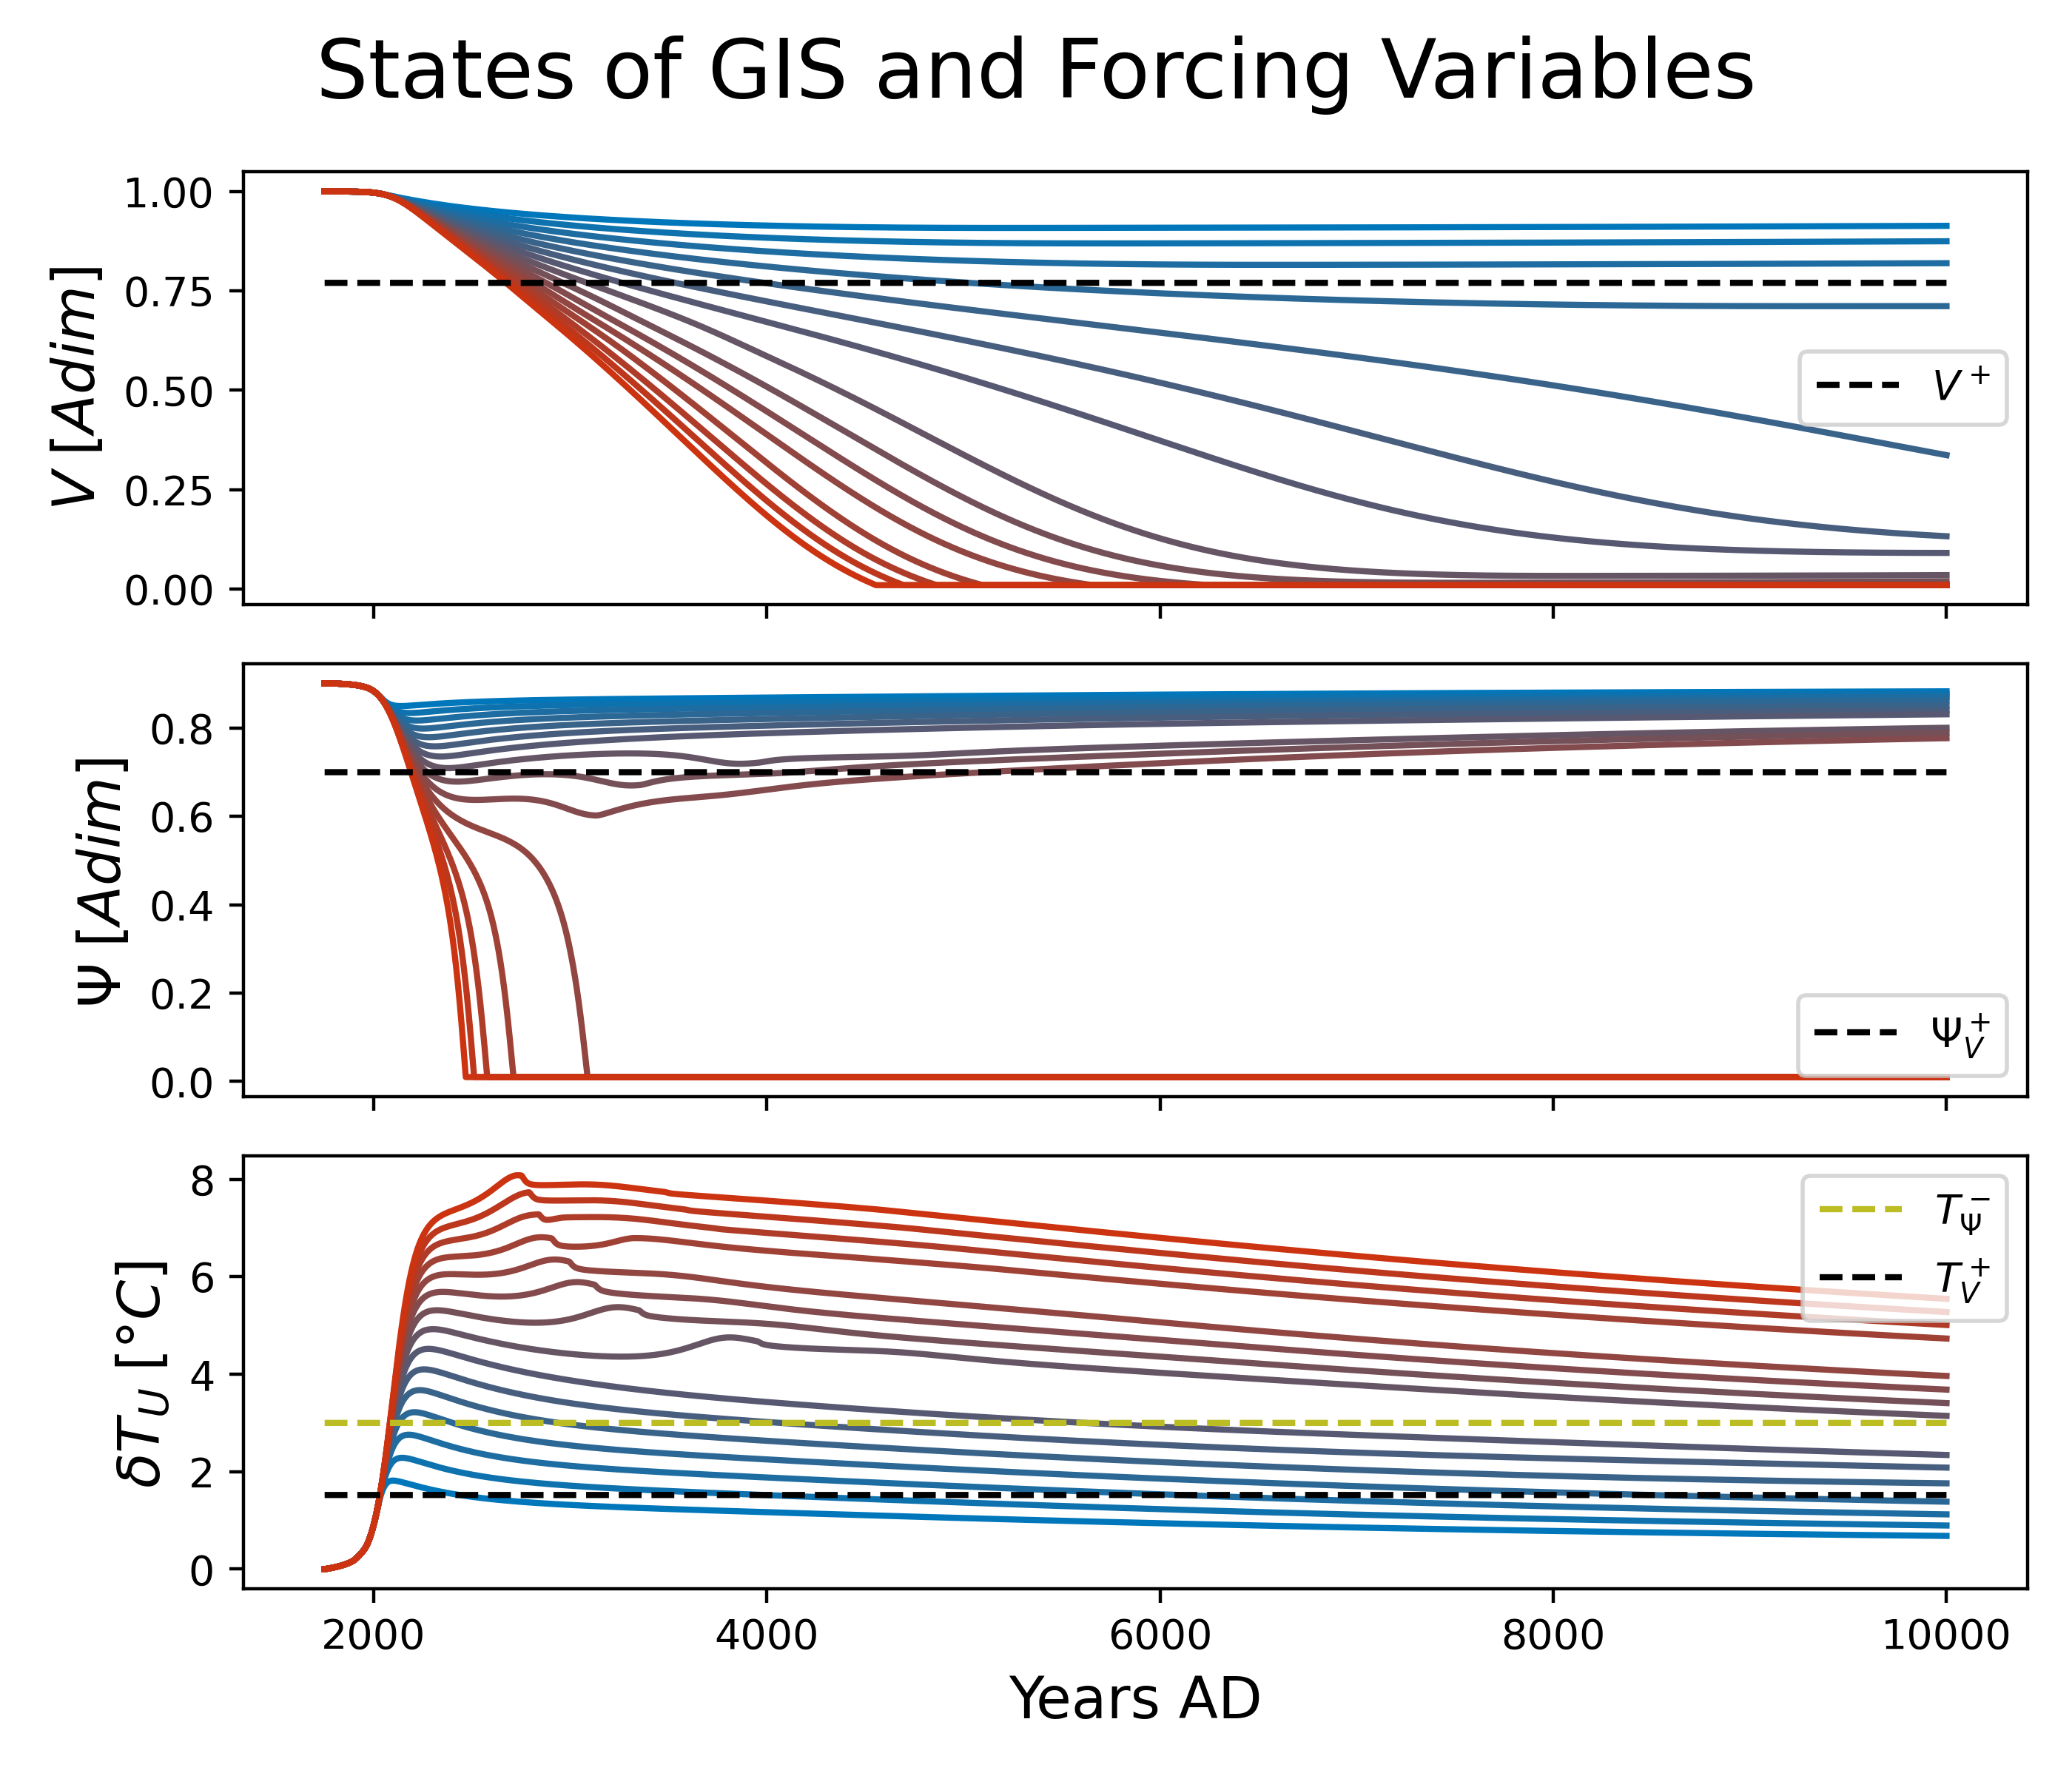 States of GIS and Forcing Variables
V [Adim]
1.00
0.75
0.50
0.25
0.00
V⁺
Ψ [Adim]
0.8
0.6
0.4
0.2
0.0
Ψ_V⁺
δT_U [°C]
8
6
4
2
0
T_Ψ⁻
T_V⁺
2000 4000 6000 8000 10000
Years AD